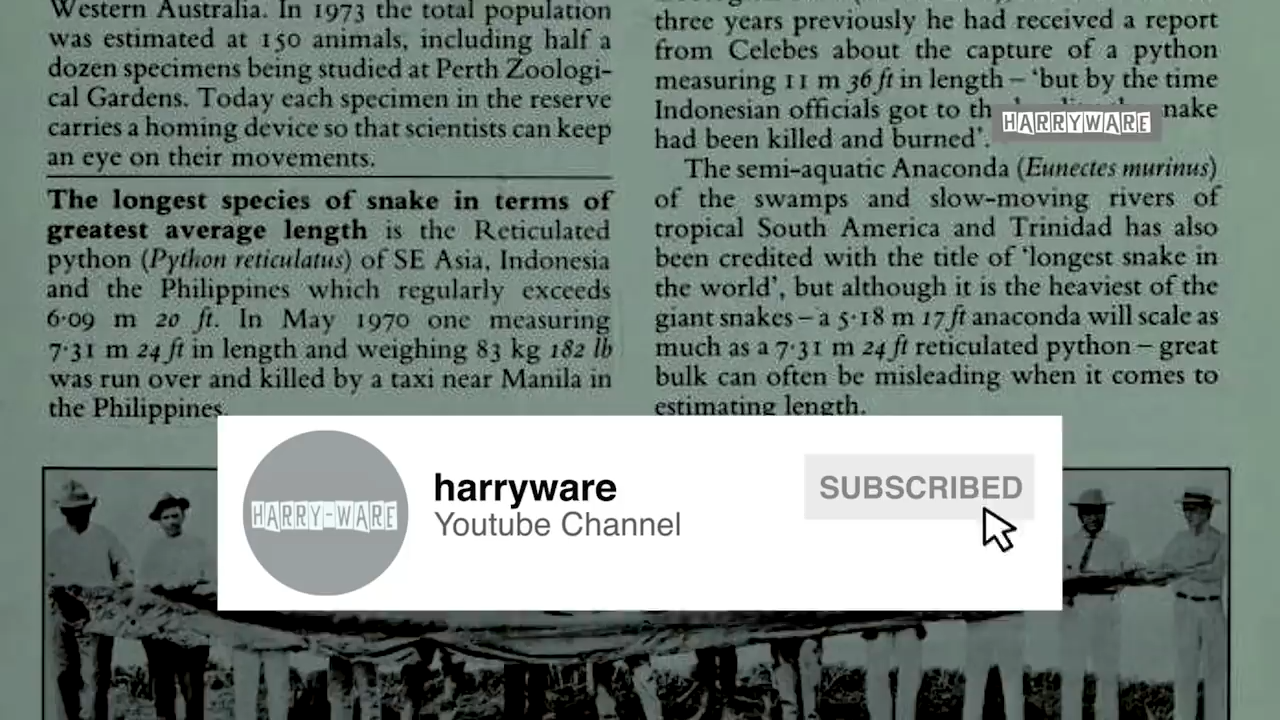 Western Australia. In 1973 the total population
was estimated at 150 animals, including half a
dozen specimens being studied at Perth Zoologi-
cal Gardens. Today each specimen in the reserve
carries a homing device so that scientists can keep
an eye on their movements.
The longest species of snake in terms of
greatest average length is the Reticulated
python (Python reticulatus) of SE Asia, Indonesia
and the Philippines which regularly exceeds
6·09 m 20 ft. In May 1970 one measuring
7·31 m 24 ft in length and weighing 83 kg 182 lb
was run over and killed by a taxi near Manila in
the Philippines.
three years previously he had received a report
from Celebes about the capture of a python
measuring 11 m 36 ft in length – ‘but by the time
Indonesian officials got to snake
had been killed and burned’.
HARRYWARE
The semi-aquatic Anaconda (Eunectes murinus)
of the swamps and slow-moving rivers of
tropical South America and Trinidad has also
been credited with the title of ‘longest snake in
the world’, but although it is the heaviest of the
giant snakes – a 5·18 m 17 ft anaconda will scale as
much as a 7·31 m 24 ft reticulated python – great
bulk can often be misleading when it comes to
estimating length.
HARRY-WARE
harryware
Youtube Channel
SUBSCRIBED